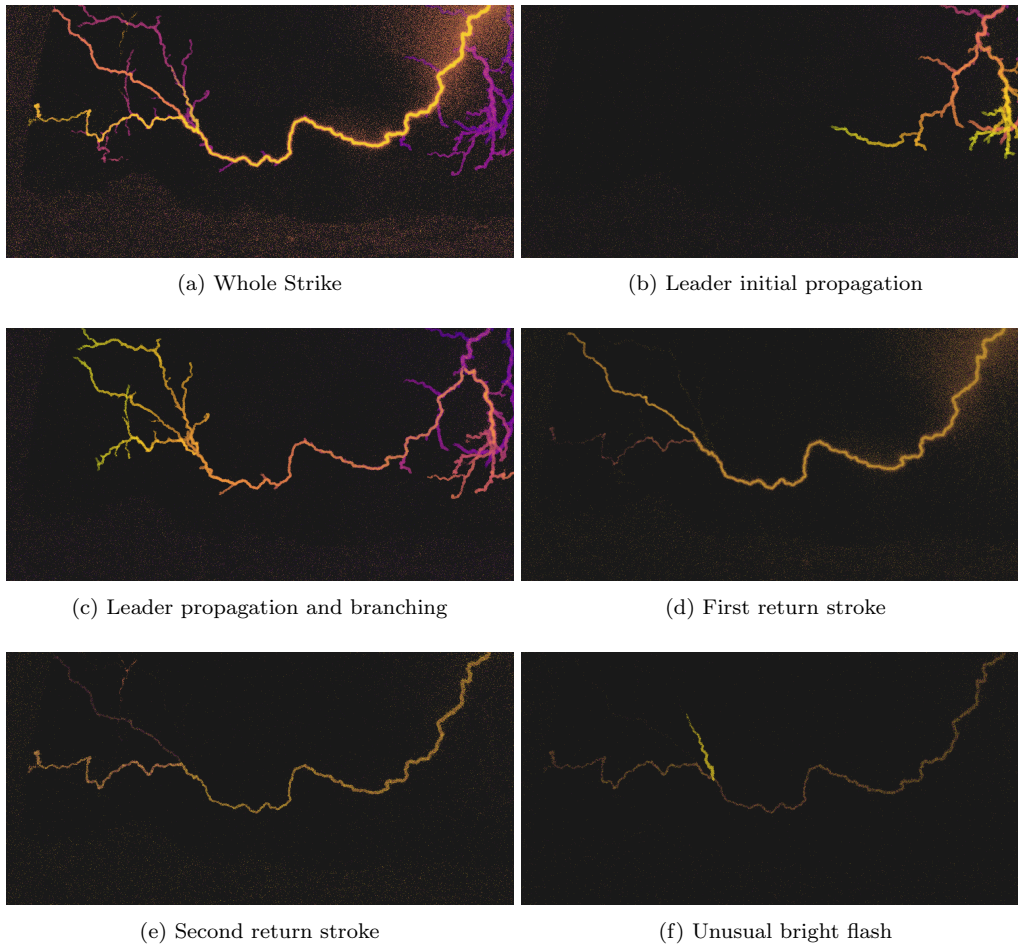 (a) Whole Strike
(b) Leader initial propagation
(c) Leader propagation and branching
(d) First return stroke
(e) Second return stroke
(f) Unusual bright flash